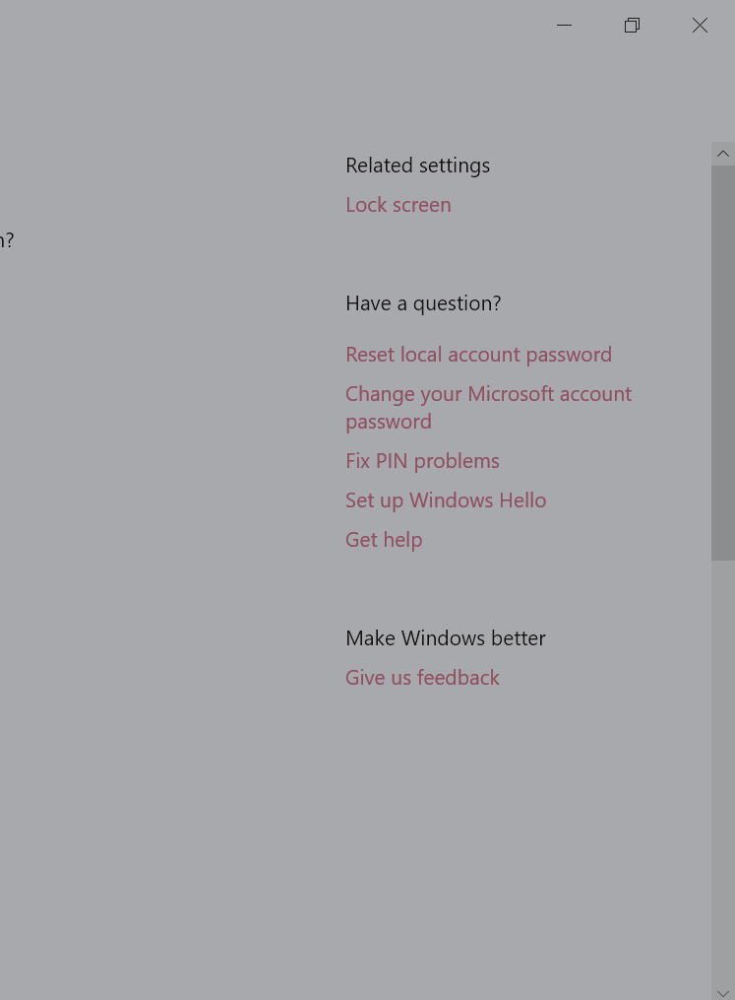 Related settings
Lock screen
?
Have a question?
Reset local account password
Change your Microsoft account
password
Fix PIN problems
Set up Windows Hello
Get help
Make Windows better
Give us feedback